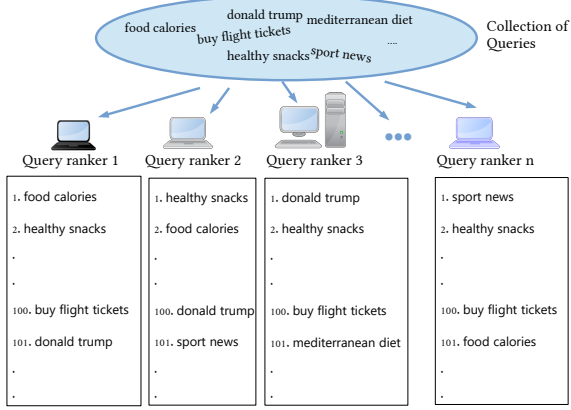 donald trump
food calories
mediterranean diet
buy flight tickets
....
healthy snacks
sport news
Collection of
Queries
Query ranker 1
Query ranker 2
Query ranker 3
Query ranker n
1. food calories
2. healthy snacks
.
.
100. buy flight tickets
101. donald trump
.
.
1. healthy snacks
2. food calories
.
.
100. donald trump
101. sport news
.
.
1. donald trump
2. healthy snacks
.
.
100. buy flight tickets
101. mediterranean diet
.
.
1. sport news
2. healthy snacks
.
.
100. buy flight tickets
101. food calories
.
.